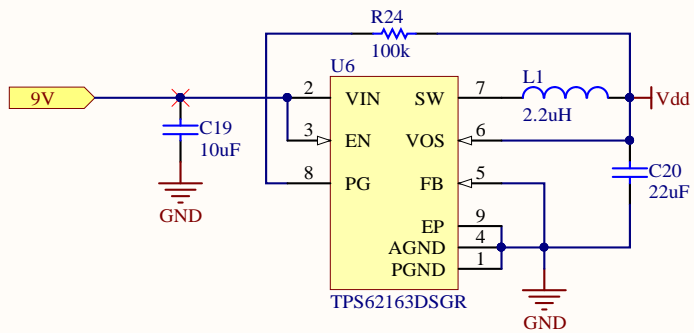 R24
100k
U6
9V
2 VIN SW 7
L1
Vdd
2.2uH
C19
10uF
3 EN VOS 6
C20
22uF
8 PG FB 5
GND
EP 9
AGND 4
PGND 1
TPS62163DSGR
GND